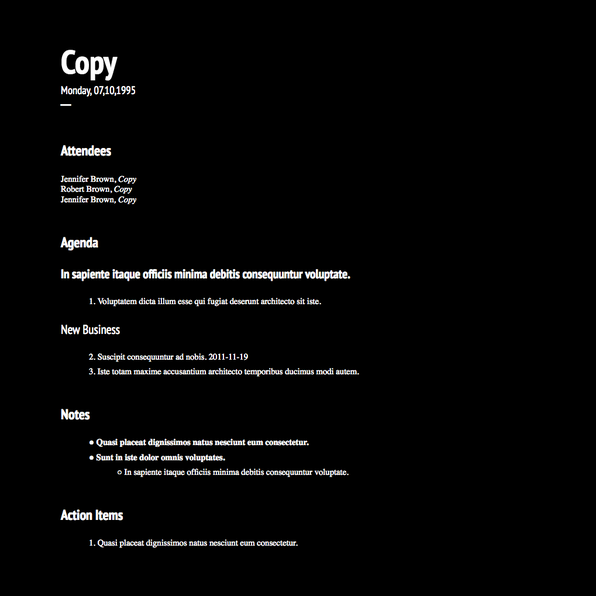 Copy
Monday, 07,10,1995
—
Attendees
Jennifer Brown, Copy
Robert Brown, Copy
Jennifer Brown, Copy
Agenda
In sapiente itaque officiis minima debitis consequuntur voluptate.
1. Voluptatem dicta illum esse qui fugiat deserunt architecto sit iste.
New Business
2. Suscipit consequuntur ad nobis. 2011-11-19
3. Iste totam maxime accusantium architecto temporibus ducimus modi autem.
Notes
● Quasi placeat dignissimos natus nesciunt eum consectetur.
● Sunt in iste dolor omnis voluptates.
○ In sapiente itaque officiis minima debitis consequuntur voluptate.
Action Items
1. Quasi placeat dignissimos natus nesciunt eum consectetur.